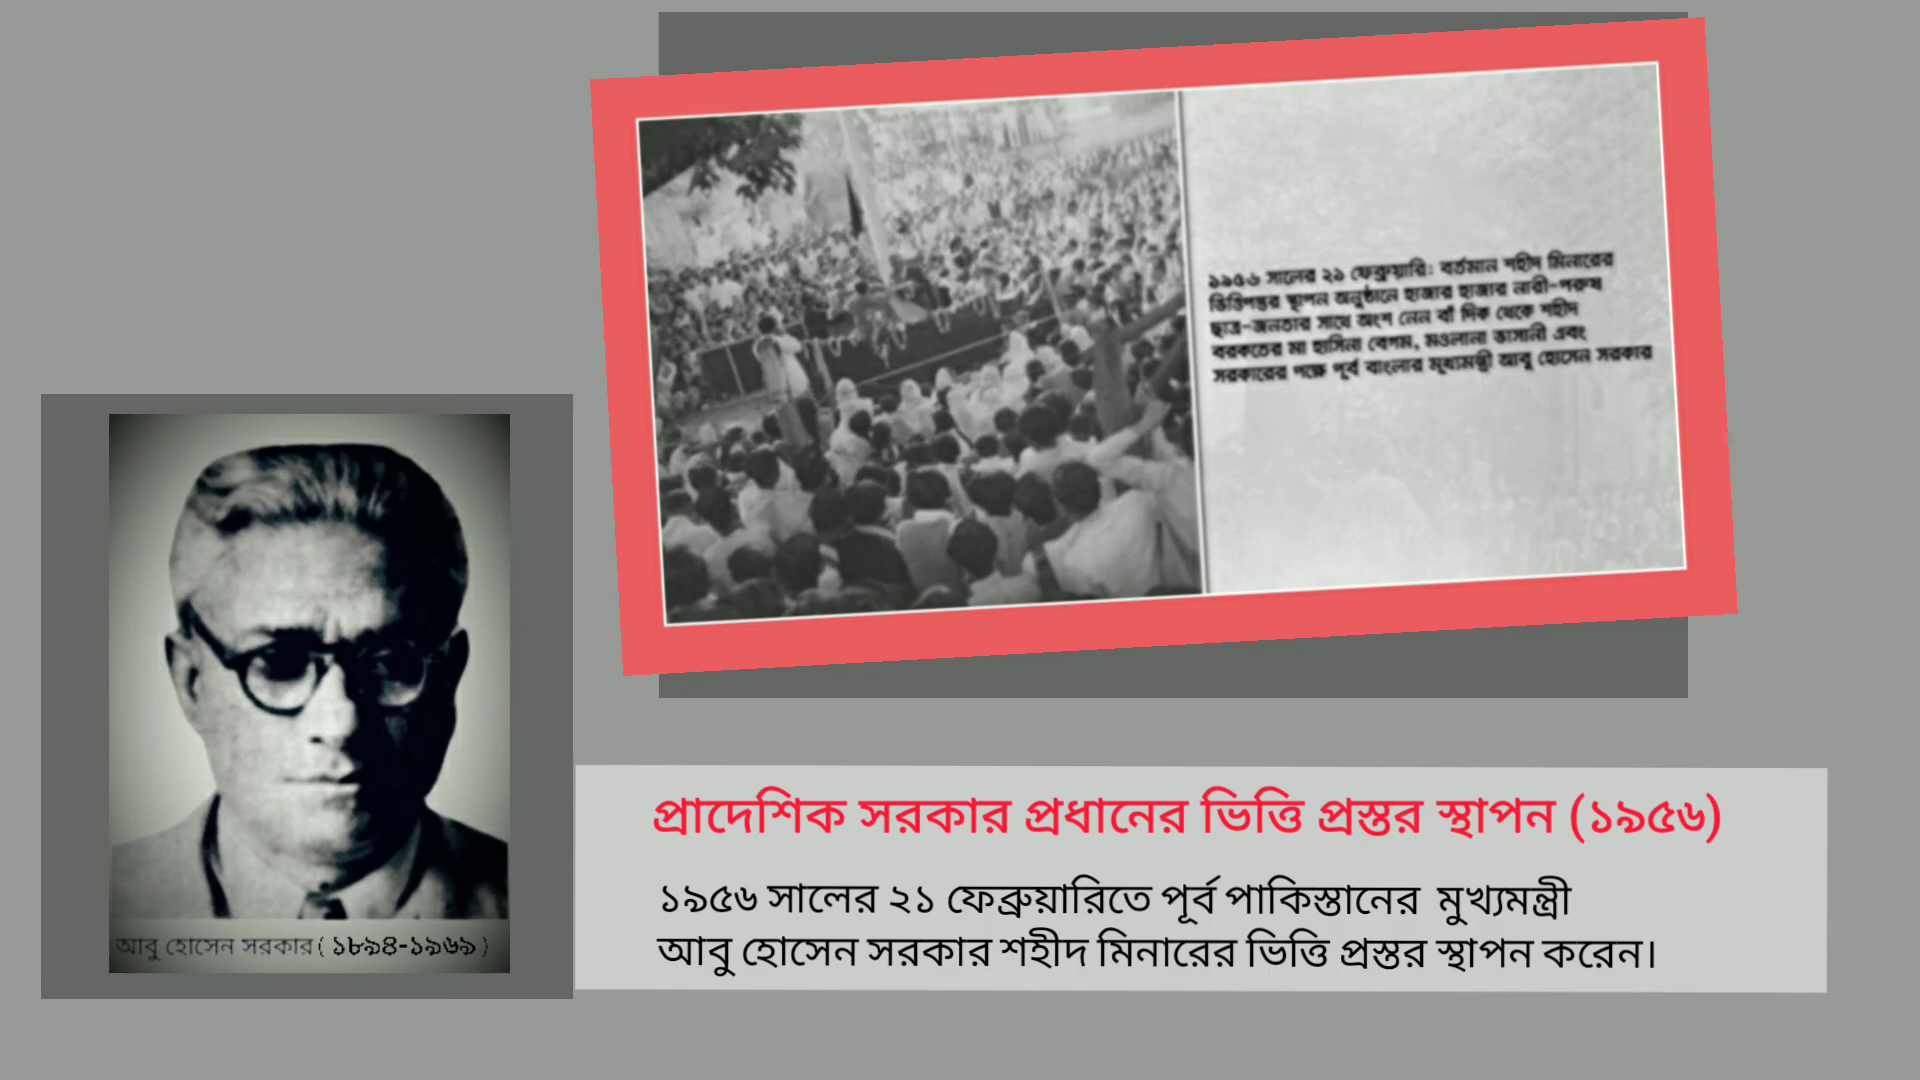 ১৯৫৬ সালের ২১ ফেব্রুয়ারি: বর্তমান শহীদ মিনারের
ভিত্তিপ্রস্তর স্থাপন অনুষ্ঠানে হাজার হাজার নারী-পুরুষ
ছাত্র-জনতার সাথে অংশ নেন বাঁ দিক থেকে শহীদ
বরকতের মা হাসিনা বেগম, মওলানা ভাসানী এবং
সরকারের পক্ষে পূর্ব বাংলার মূখ্যমন্ত্রী আবু হোসেন সরকার
আবু হোসেন সরকার ( ১৮৯৪-১৯৬৯ )
প্রাদেশিক সরকার প্রধানের ভিত্তি প্রস্তর স্থাপন (১৯৫৬)
১৯৫৬ সালের ২১ ফেব্রুয়ারিতে পূর্ব পাকিস্তানের মুখ্যমন্ত্রী
আবু হোসেন সরকার শহীদ মিনারের ভিত্তি প্রস্তর স্থাপন করেন।